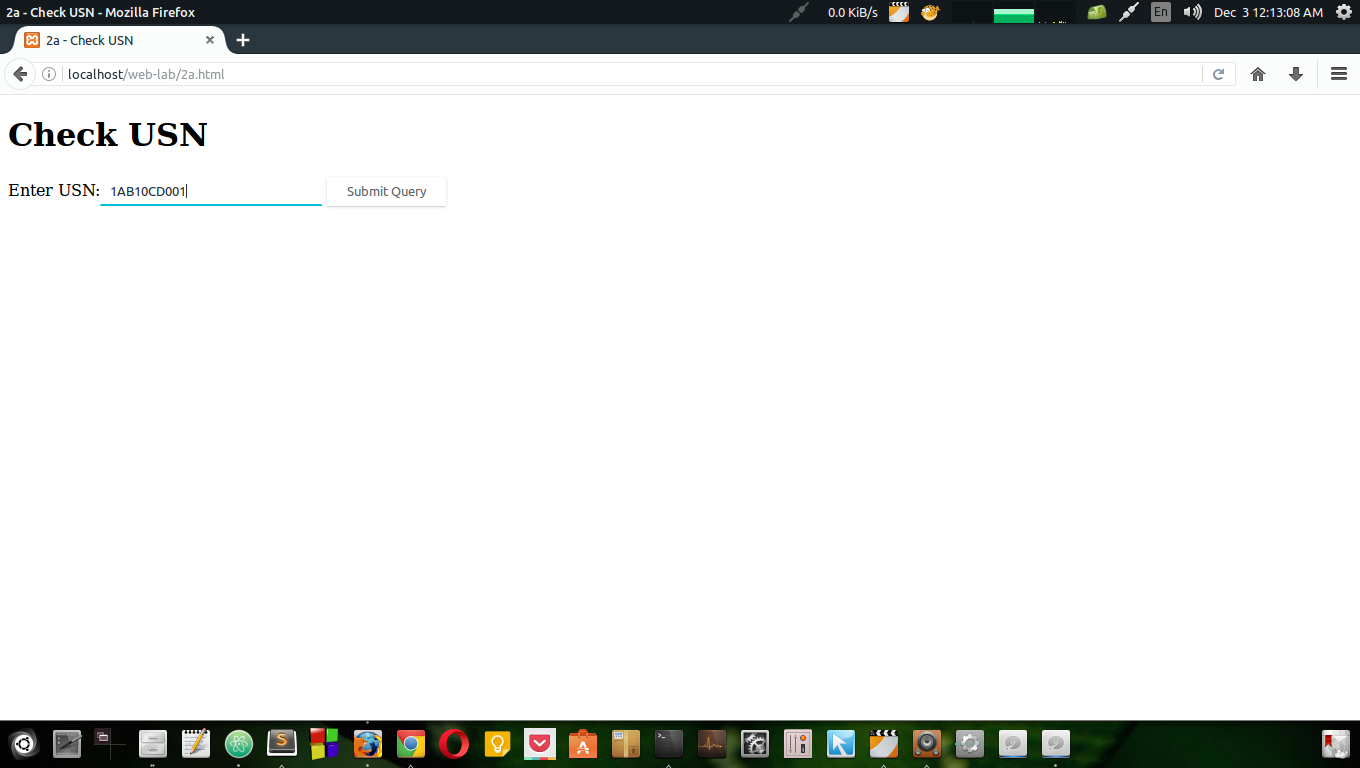 2a - Check USN - Mozilla Firefox
0.0 KiB/s
En
Dec 3 12:13:08 AM
2a - Check USN
localhost/web-lab/2a.html
Check USN
Enter USN: 1AB10CD001 Submit Query